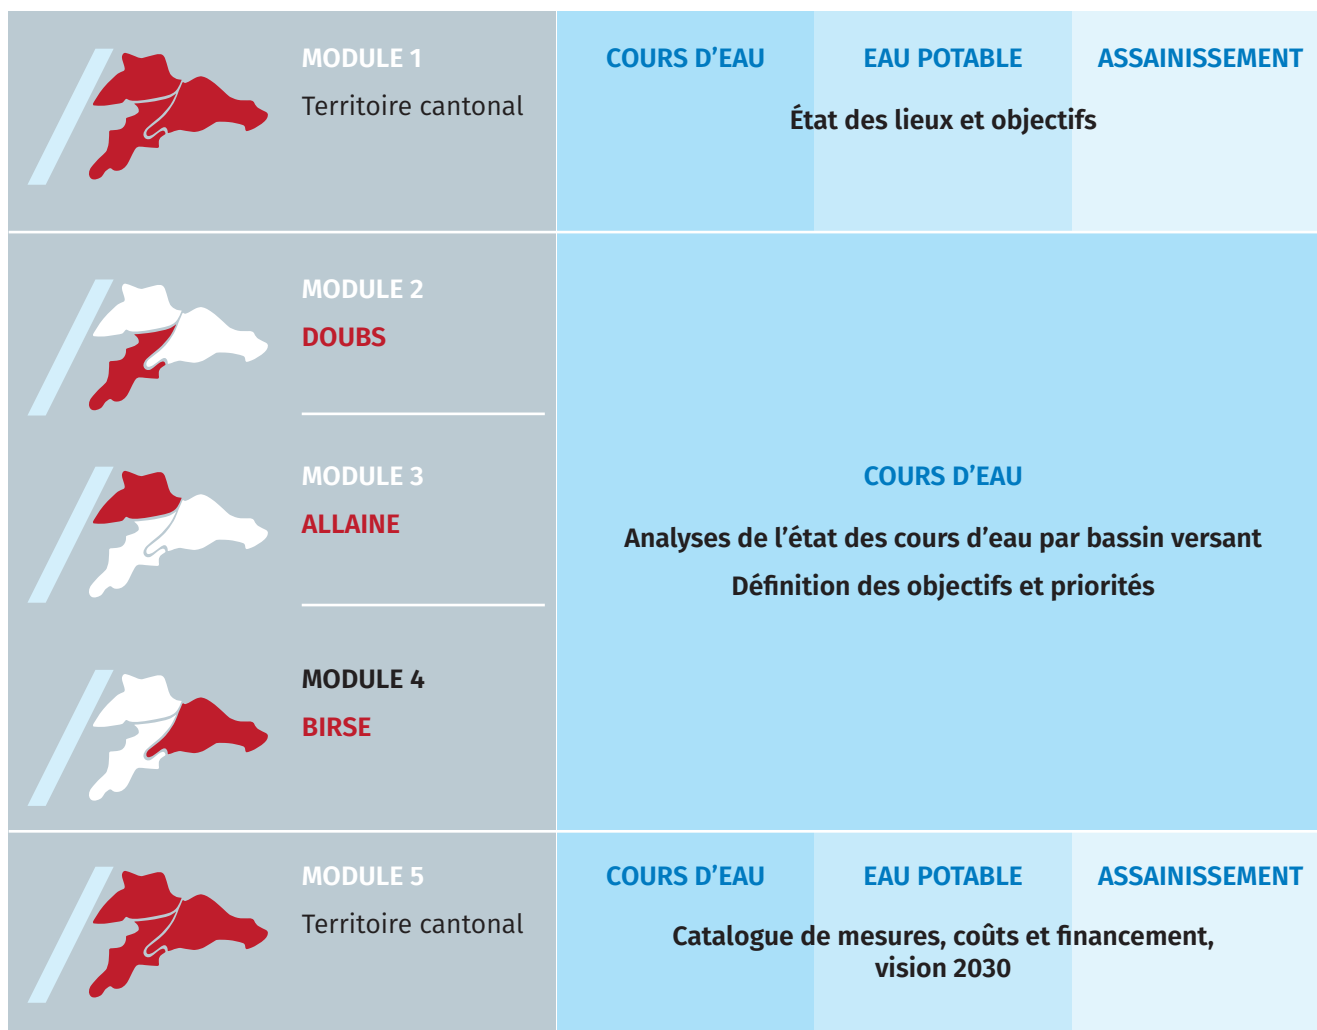 MODULE 1
Territoire cantonal
COURS D’EAU
EAU POTABLE
ASSAINISSEMENT
État des lieux et objectifs
MODULE 2
DOUBS
MODULE 3
ALLAINE
MODULE 4
BIRSE
COURS D’EAU
Analyses de l’état des cours d’eau par bassin versant
Définition des objectifs et priorités
MODULE 5
Territoire cantonal
COURS D’EAU
EAU POTABLE
ASSAINISSEMENT
Catalogue de mesures, coûts et financement,
vision 2030